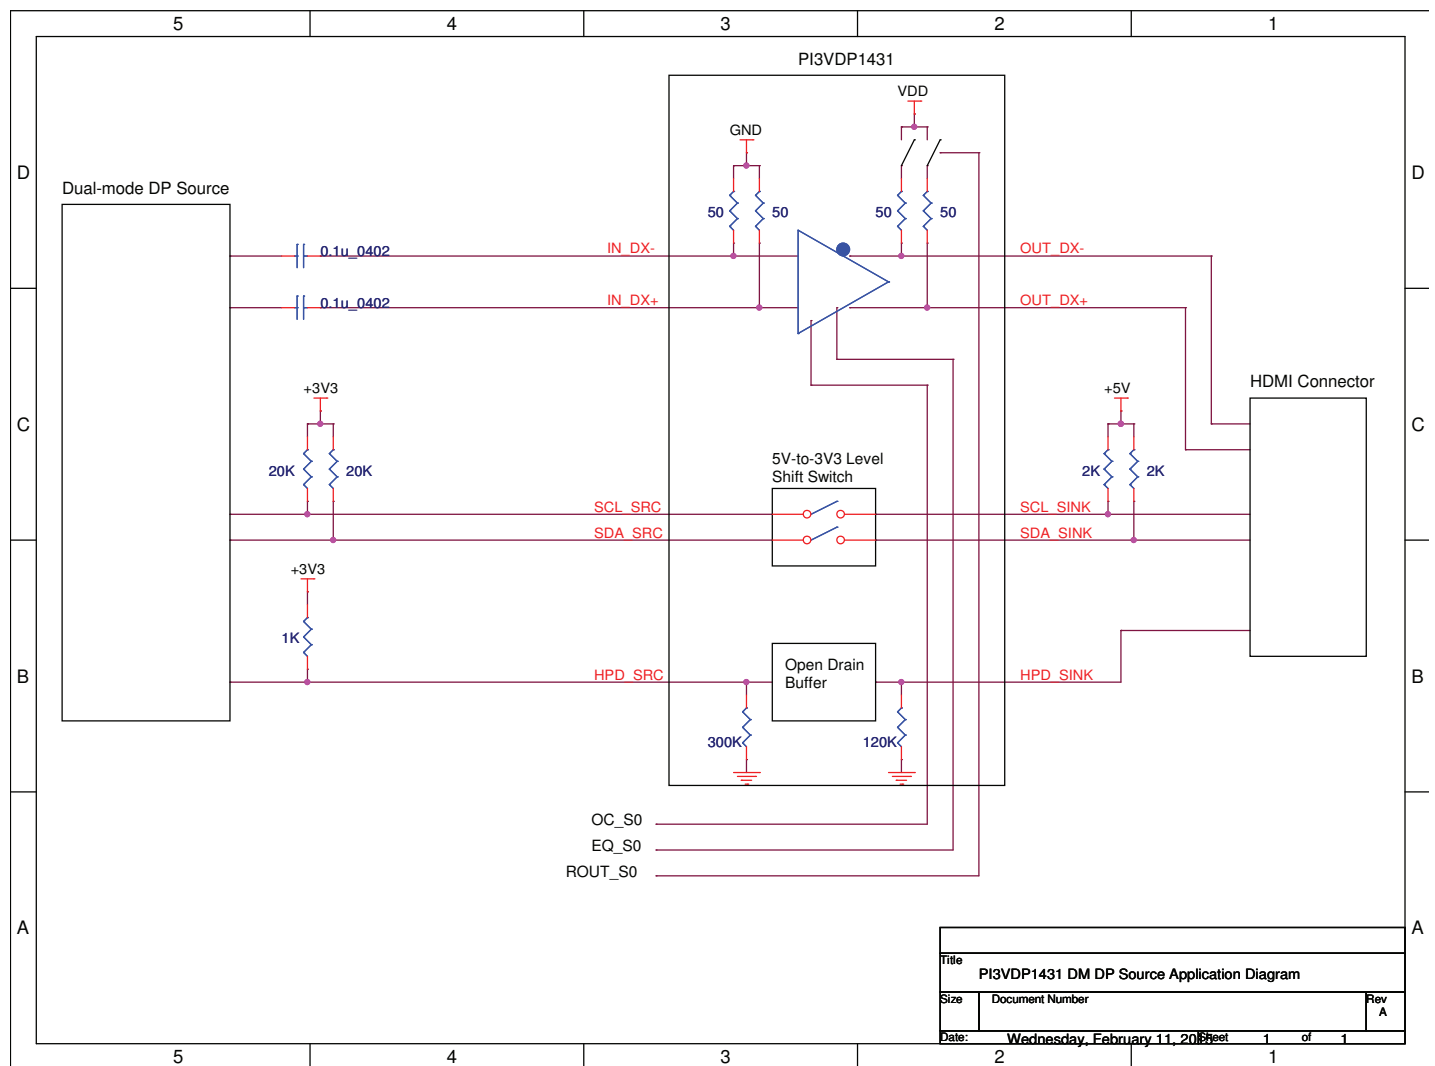 5 4 3 2 1
PI3VDP1431
VDD
GND
D D
Dual-mode DP Source
50 50 50 50
0.1u_0402 IN_DX- OUT_DX-
0.1u_0402 IN_DX+ OUT_DX+
+3V3 +5V
HDMI Connector
C C
5V-to-3V3 Level
Shift Switch
20K 20K 2K 2K
SCL_SRC SCL_SINK
SDA_SRC SDA_SINK
+3V3
1K
Open Drain
Buffer
B B
HPD_SRC HPD_SINK
300K 120K
OC_S0
EQ_S0
ROUT_S0
A A
Title
PI3VDP1431 DM DP Source Application Diagram
Size Document Number Rev
A
Date: Wednesday, February 11, Sheet 1 of 1
5 4 3 2 1